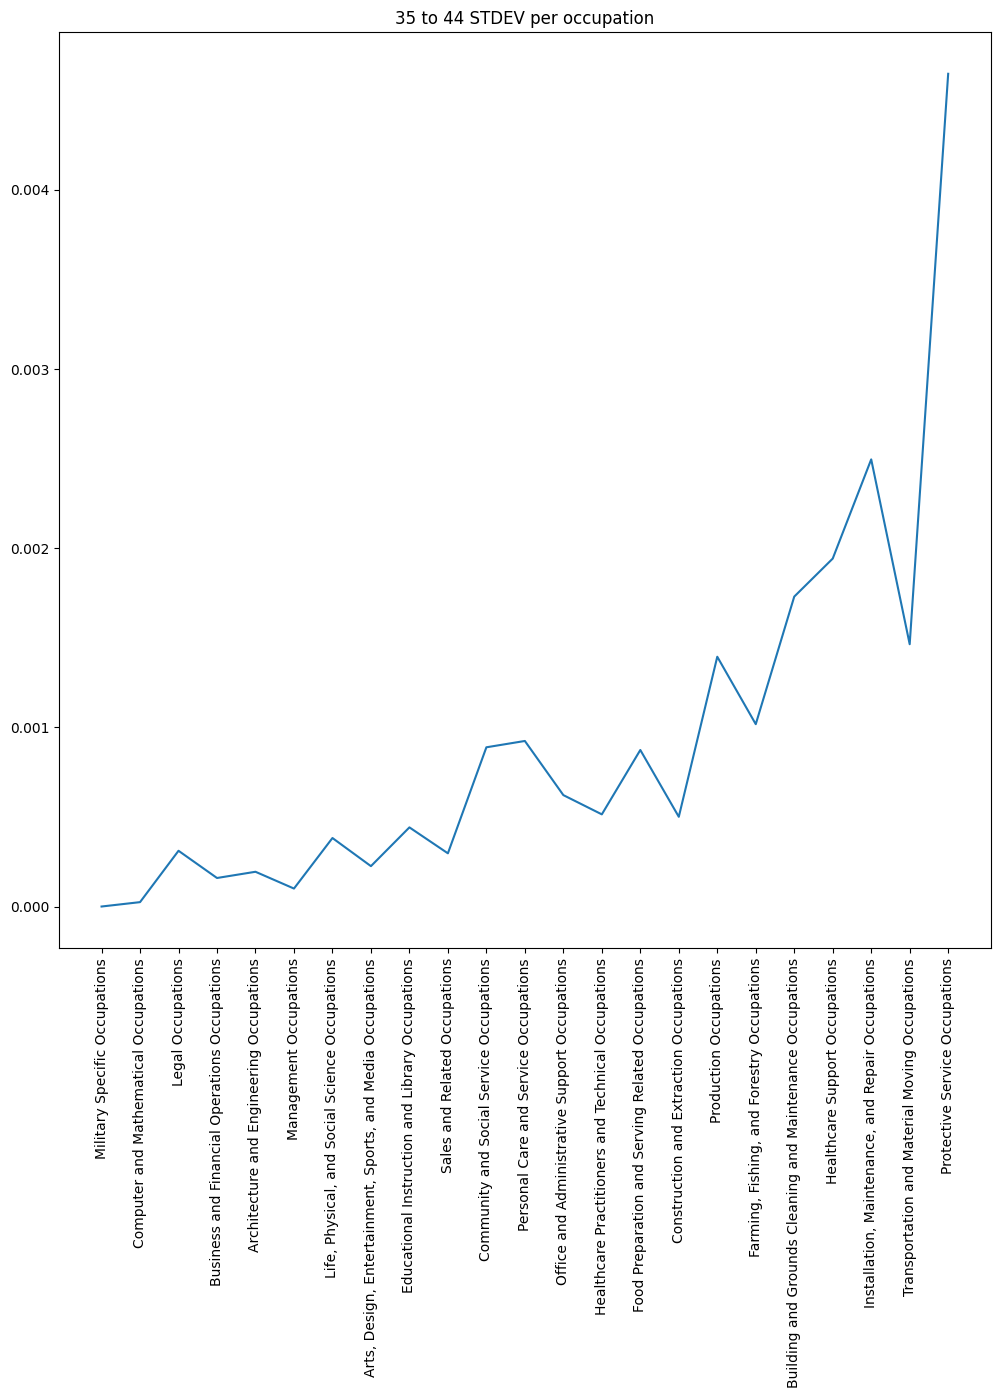 35 to 44 STDEV per occupation
0.004
0.003
0.002
0.001
0.000
Military Specific Occupations
Computer and Mathematical Occupations
Legal Occupations
Business and Financial Operations Occupations
Architecture and Engineering Occupations
Management Occupations
Life, Physical, and Social Science Occupations
Arts, Design, Entertainment, Sports, and Media Occupations
Educational Instruction and Library Occupations
Sales and Related Occupations
Community and Social Service Occupations
Personal Care and Service Occupations
Office and Administrative Support Occupations
Healthcare Practitioners and Technical Occupations
Food Preparation and Serving Related Occupations
Construction and Extraction Occupations
Production Occupations
Farming, Fishing, and Forestry Occupations
Building and Grounds Cleaning and Maintenance Occupations
Healthcare Support Occupations
Installation, Maintenance, and Repair Occupations
Transportation and Material Moving Occupations
Protective Service Occupations